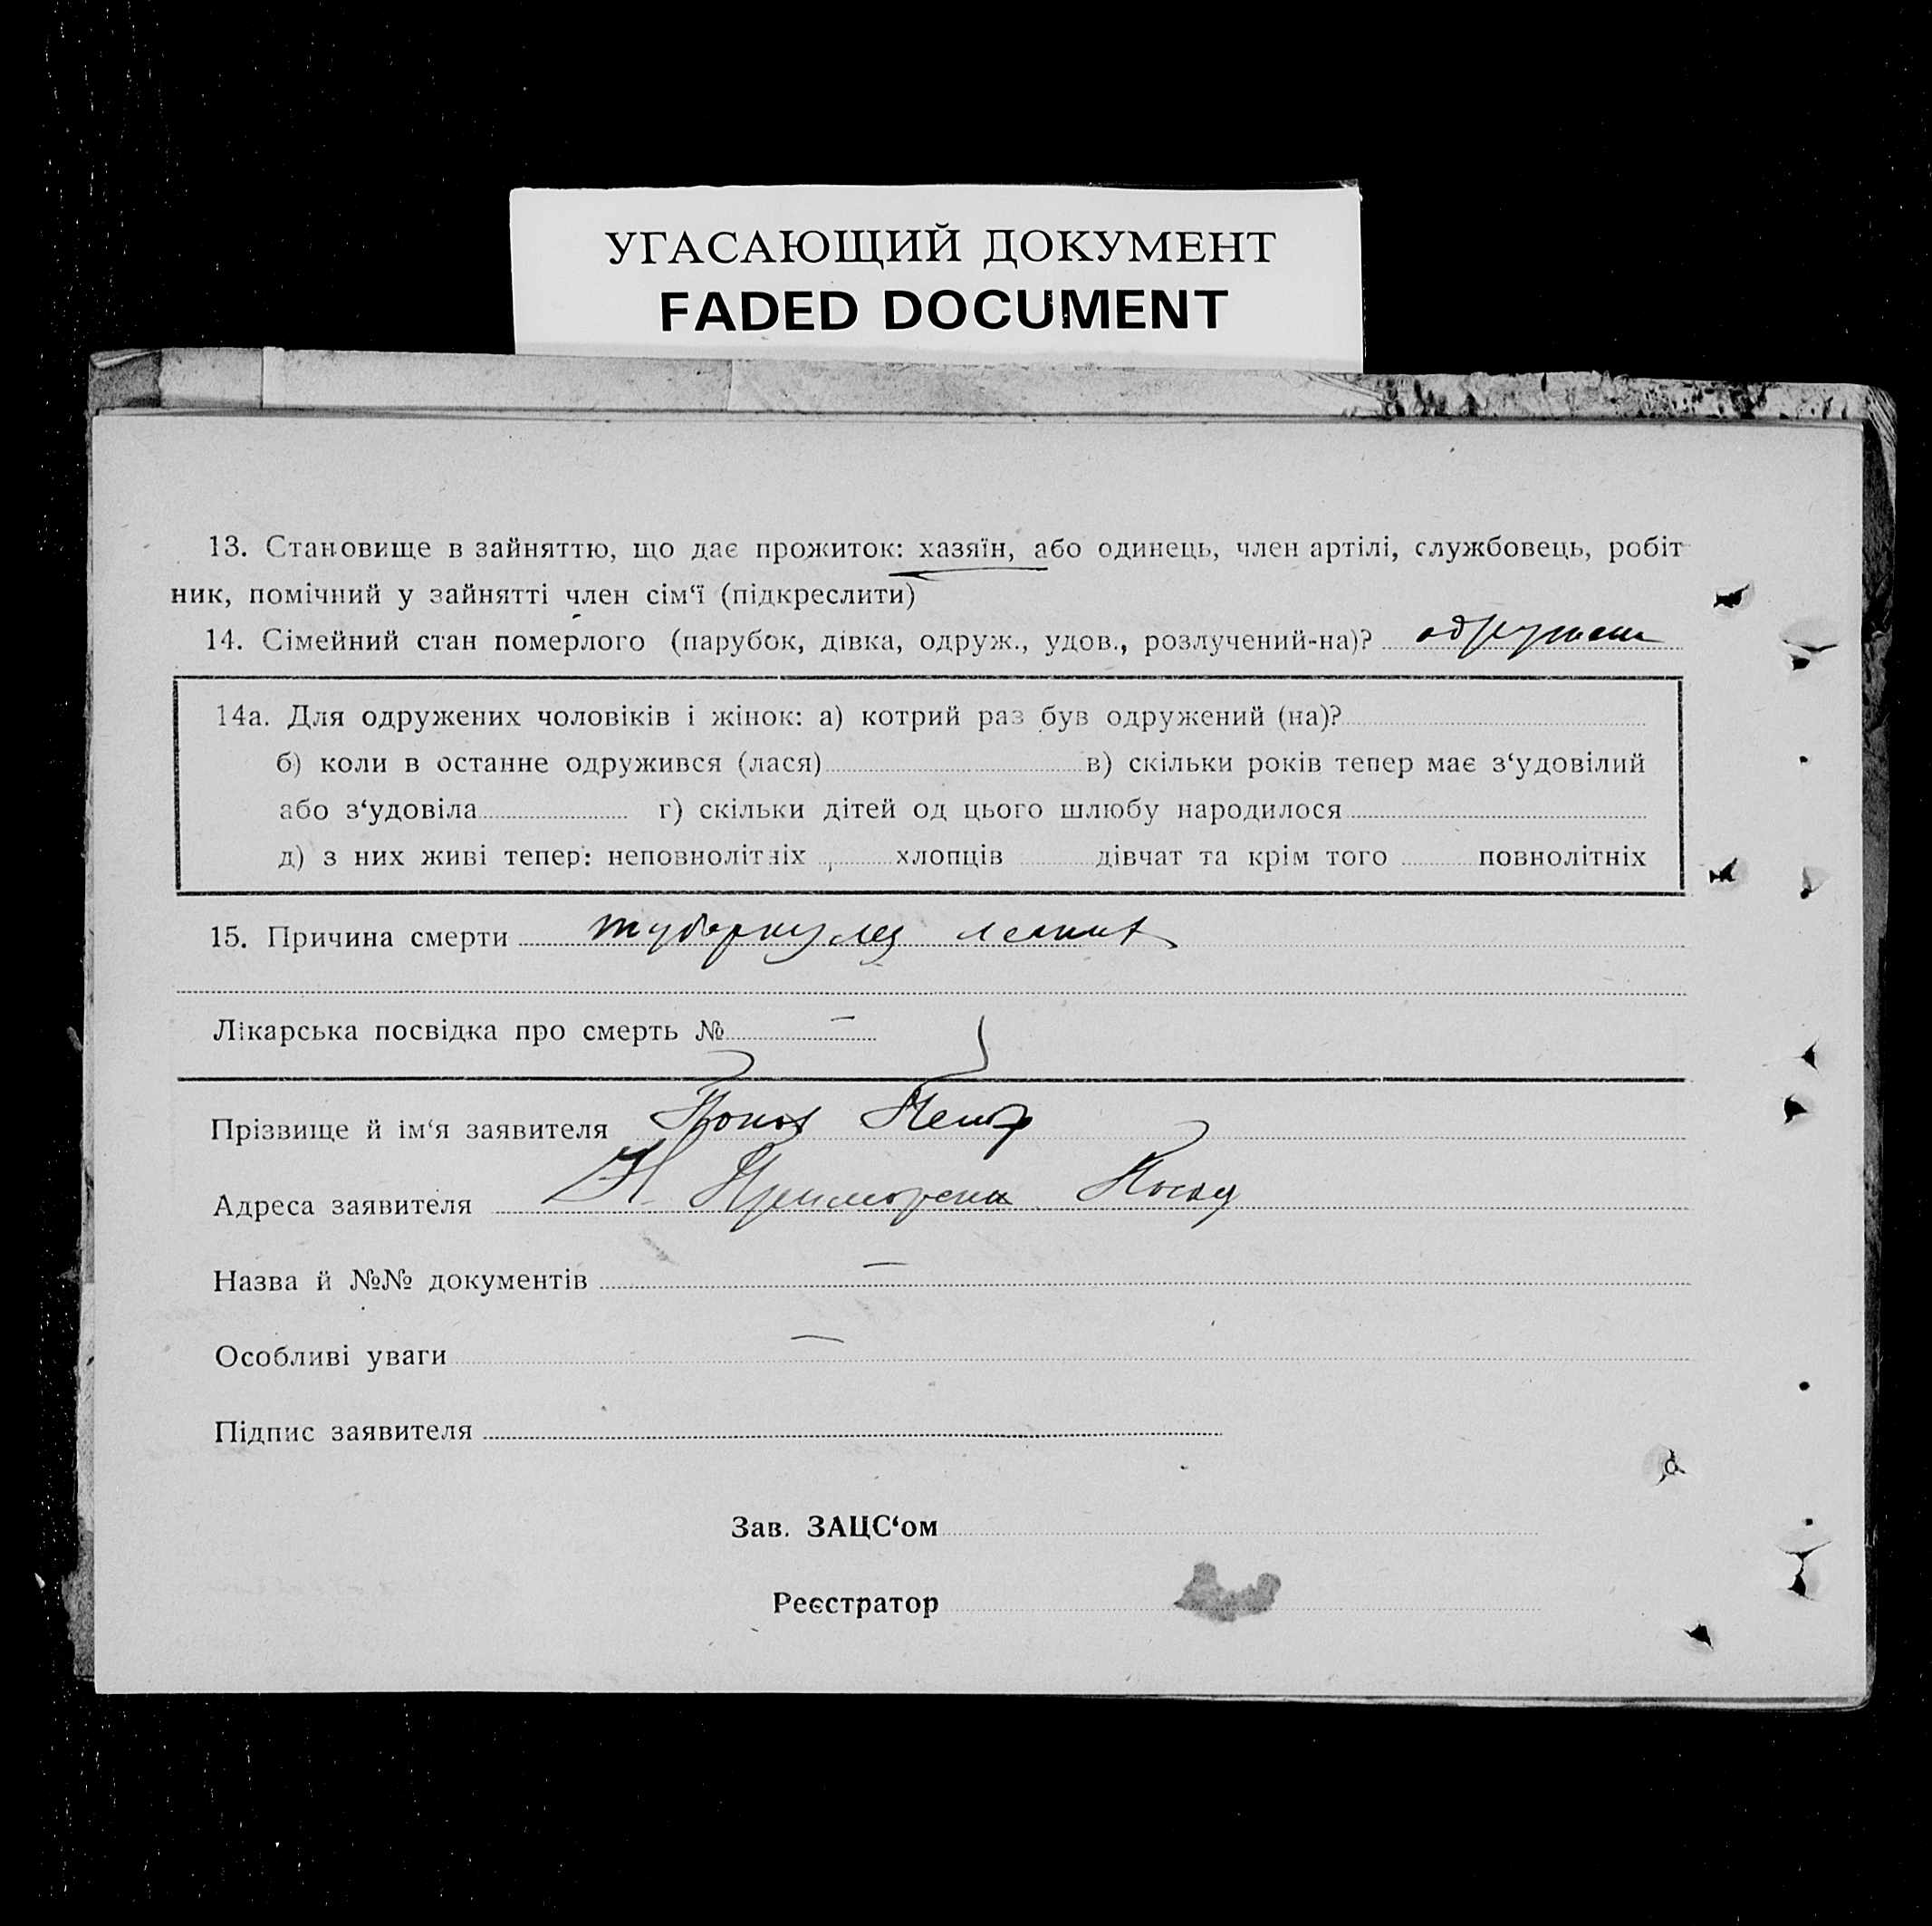 УГАСАЮЩИЙ ДОКУМЕНТ
FADED DOCUMENT
13. Становище в зайняттю, що дає прожиток: хазяїн, або одинець, член артілі, службовець, робіт
ник, помічний у зайнятті член сім‘ї (підкреслити)
14. Сімейний стан померлого (парубок, дівка, одруж., удов., розлучений-на)?
14а. Для одружених чоловіків і жінок: а) котрий раз був одружений (на)?
б) коли в останне одружився (лася) в) скільки років тепер має з‘удовілий
або з‘удовіла г) скільки дітей од цього шлюбу народилося
д) з них живі тепер: неповнолітніх хлопців дівчат та крім того повнолітніх
15. Причина смерти туберкулез легких
Лікарська посвідка про смерть № —
Прізвище й ім‘я заявителя Попов Петр
Адреса заявителя Н.
Назва й №№ документів —
Особливі уваги —
Підпис заявителя
Зав. ЗАЦС‘ом
Реєстратор